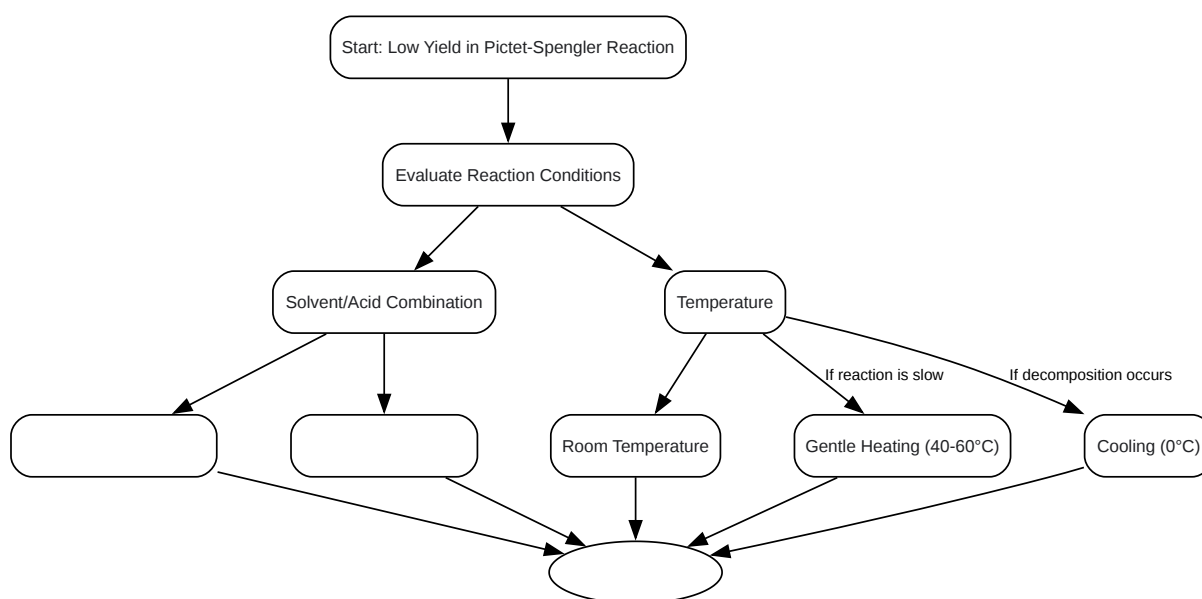 Start: Low Yield in Pictet-Spengler Reaction
Evaluate Reaction Conditions
Solvent/Acid Combination
Temperature
If reaction is slow
If decomposition occurs
Room Temperature
Gentle Heating (40-60°C)
Cooling (0°C)